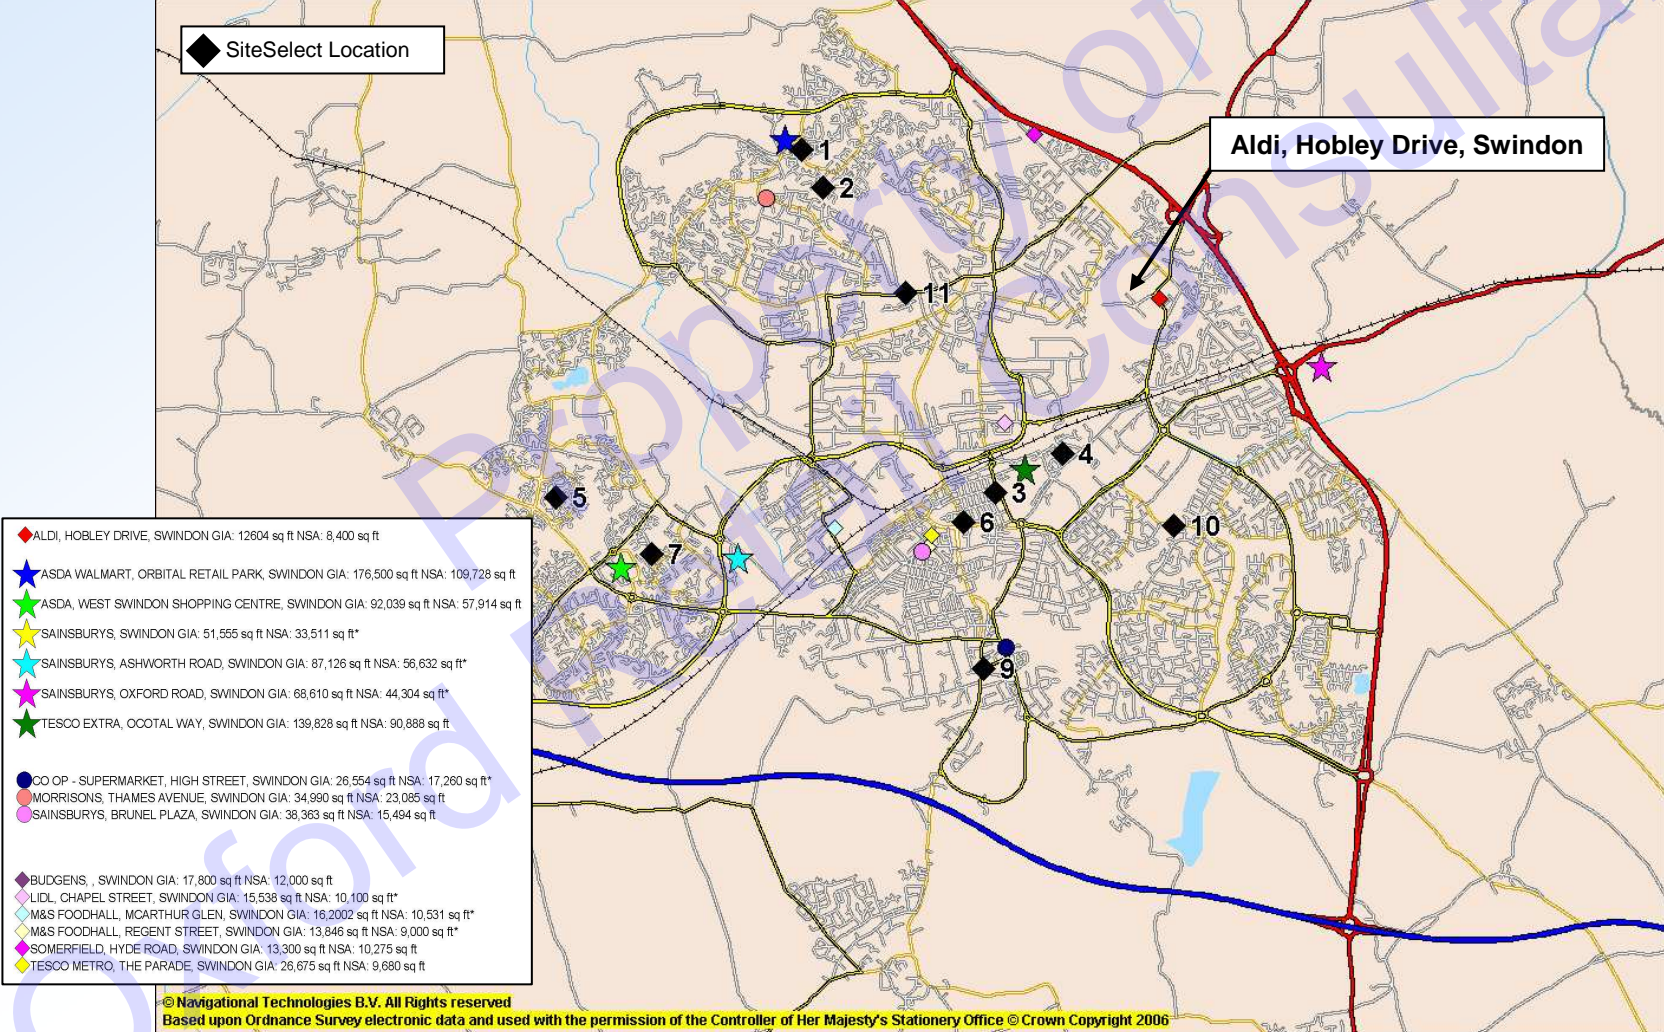 SiteSelect Location
Aldi, Hobley Drive, Swindon
1
2
11
4
3
5
6
10
7
9
ALDI, HOBLEY DRIVE, SWINDON GIA: 12604 sq ft NSA: 8,400 sq ft
ASDA WALMART, ORBITAL RETAIL PARK, SWINDON GIA: 176,500 sq ft NSA: 109,728 sq ft
ASDA, WEST SWINDON SHOPPING CENTRE, SWINDON GIA: 92,039 sq ft NSA: 57,914 sq ft
SAINSBURYS, SWINDON GIA: 51,555 sq ft NSA: 33,511 sq ft*
SAINSBURYS, ASHWORTH ROAD, SWINDON GIA: 87,126 sq ft NSA: 56,632 sq ft*
SAINSBURYS, OXFORD ROAD, SWINDON GIA: 68,610 sq ft NSA: 44,304 sq ft*
TESCO EXTRA, OCOTAL WAY, SWINDON GIA: 139,828 sq ft NSA: 90,888 sq ft
CO OP - SUPERMARKET, HIGH STREET, SWINDON GIA: 26,554 sq ft NSA: 17,260 sq ft*
MORRISONS, THAMES AVENUE, SWINDON GIA: 34,990 sq ft NSA: 23,085 sq ft
SAINSBURYS, BRUNEL PLAZA, SWINDON GIA: 38,363 sq ft NSA: 15,494 sq ft
BUDGENS, , SWINDON GIA: 17,800 sq ft NSA: 12,000 sq ft
LIDL, CHAPEL STREET, SWINDON GIA: 15,538 sq ft NSA: 10,100 sq ft*
M&S FOODHALL, MCARTHUR GLEN, SWINDON GIA: 16,2002 sq ft NSA: 10,531 sq ft*
M&S FOODHALL, REGENT STREET, SWINDON GIA: 13,846 sq ft NSA: 9,000 sq ft*
SOMERFIELD, HYDE ROAD, SWINDON GIA: 13,300 sq ft NSA: 10,275 sq ft
TESCO METRO, THE PARADE, SWINDON GIA: 26,675 sq ft NSA: 9,680 sq ft
© Navigational Technologies B.V. All Rights reserved
Based upon Ordnance Survey electronic data and used with the permission of the Controller of Her Majesty's Stationery Office © Crown Copyright 2006
Property of
Oxford Retail Consulta